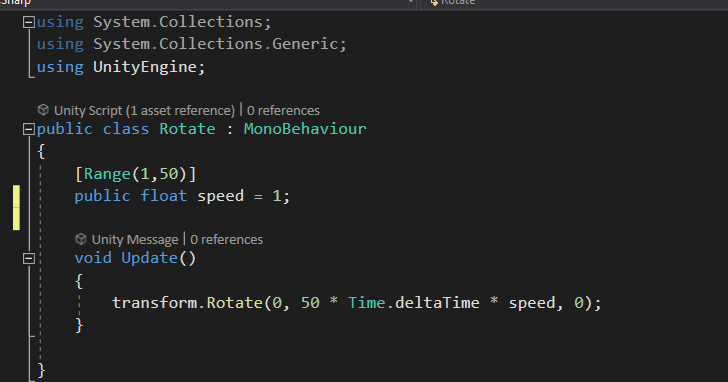 Sharp Rotate
using System.Collections;
using System.Collections.Generic;
using UnityEngine;
Unity Script (1 asset reference) | 0 references
public class Rotate : MonoBehaviour
{
[Range(1,50)]
public float speed = 1;
Unity Message | 0 references
void Update()
{
transform.Rotate(0, 50 * Time.deltaTime * speed, 0);
}
}